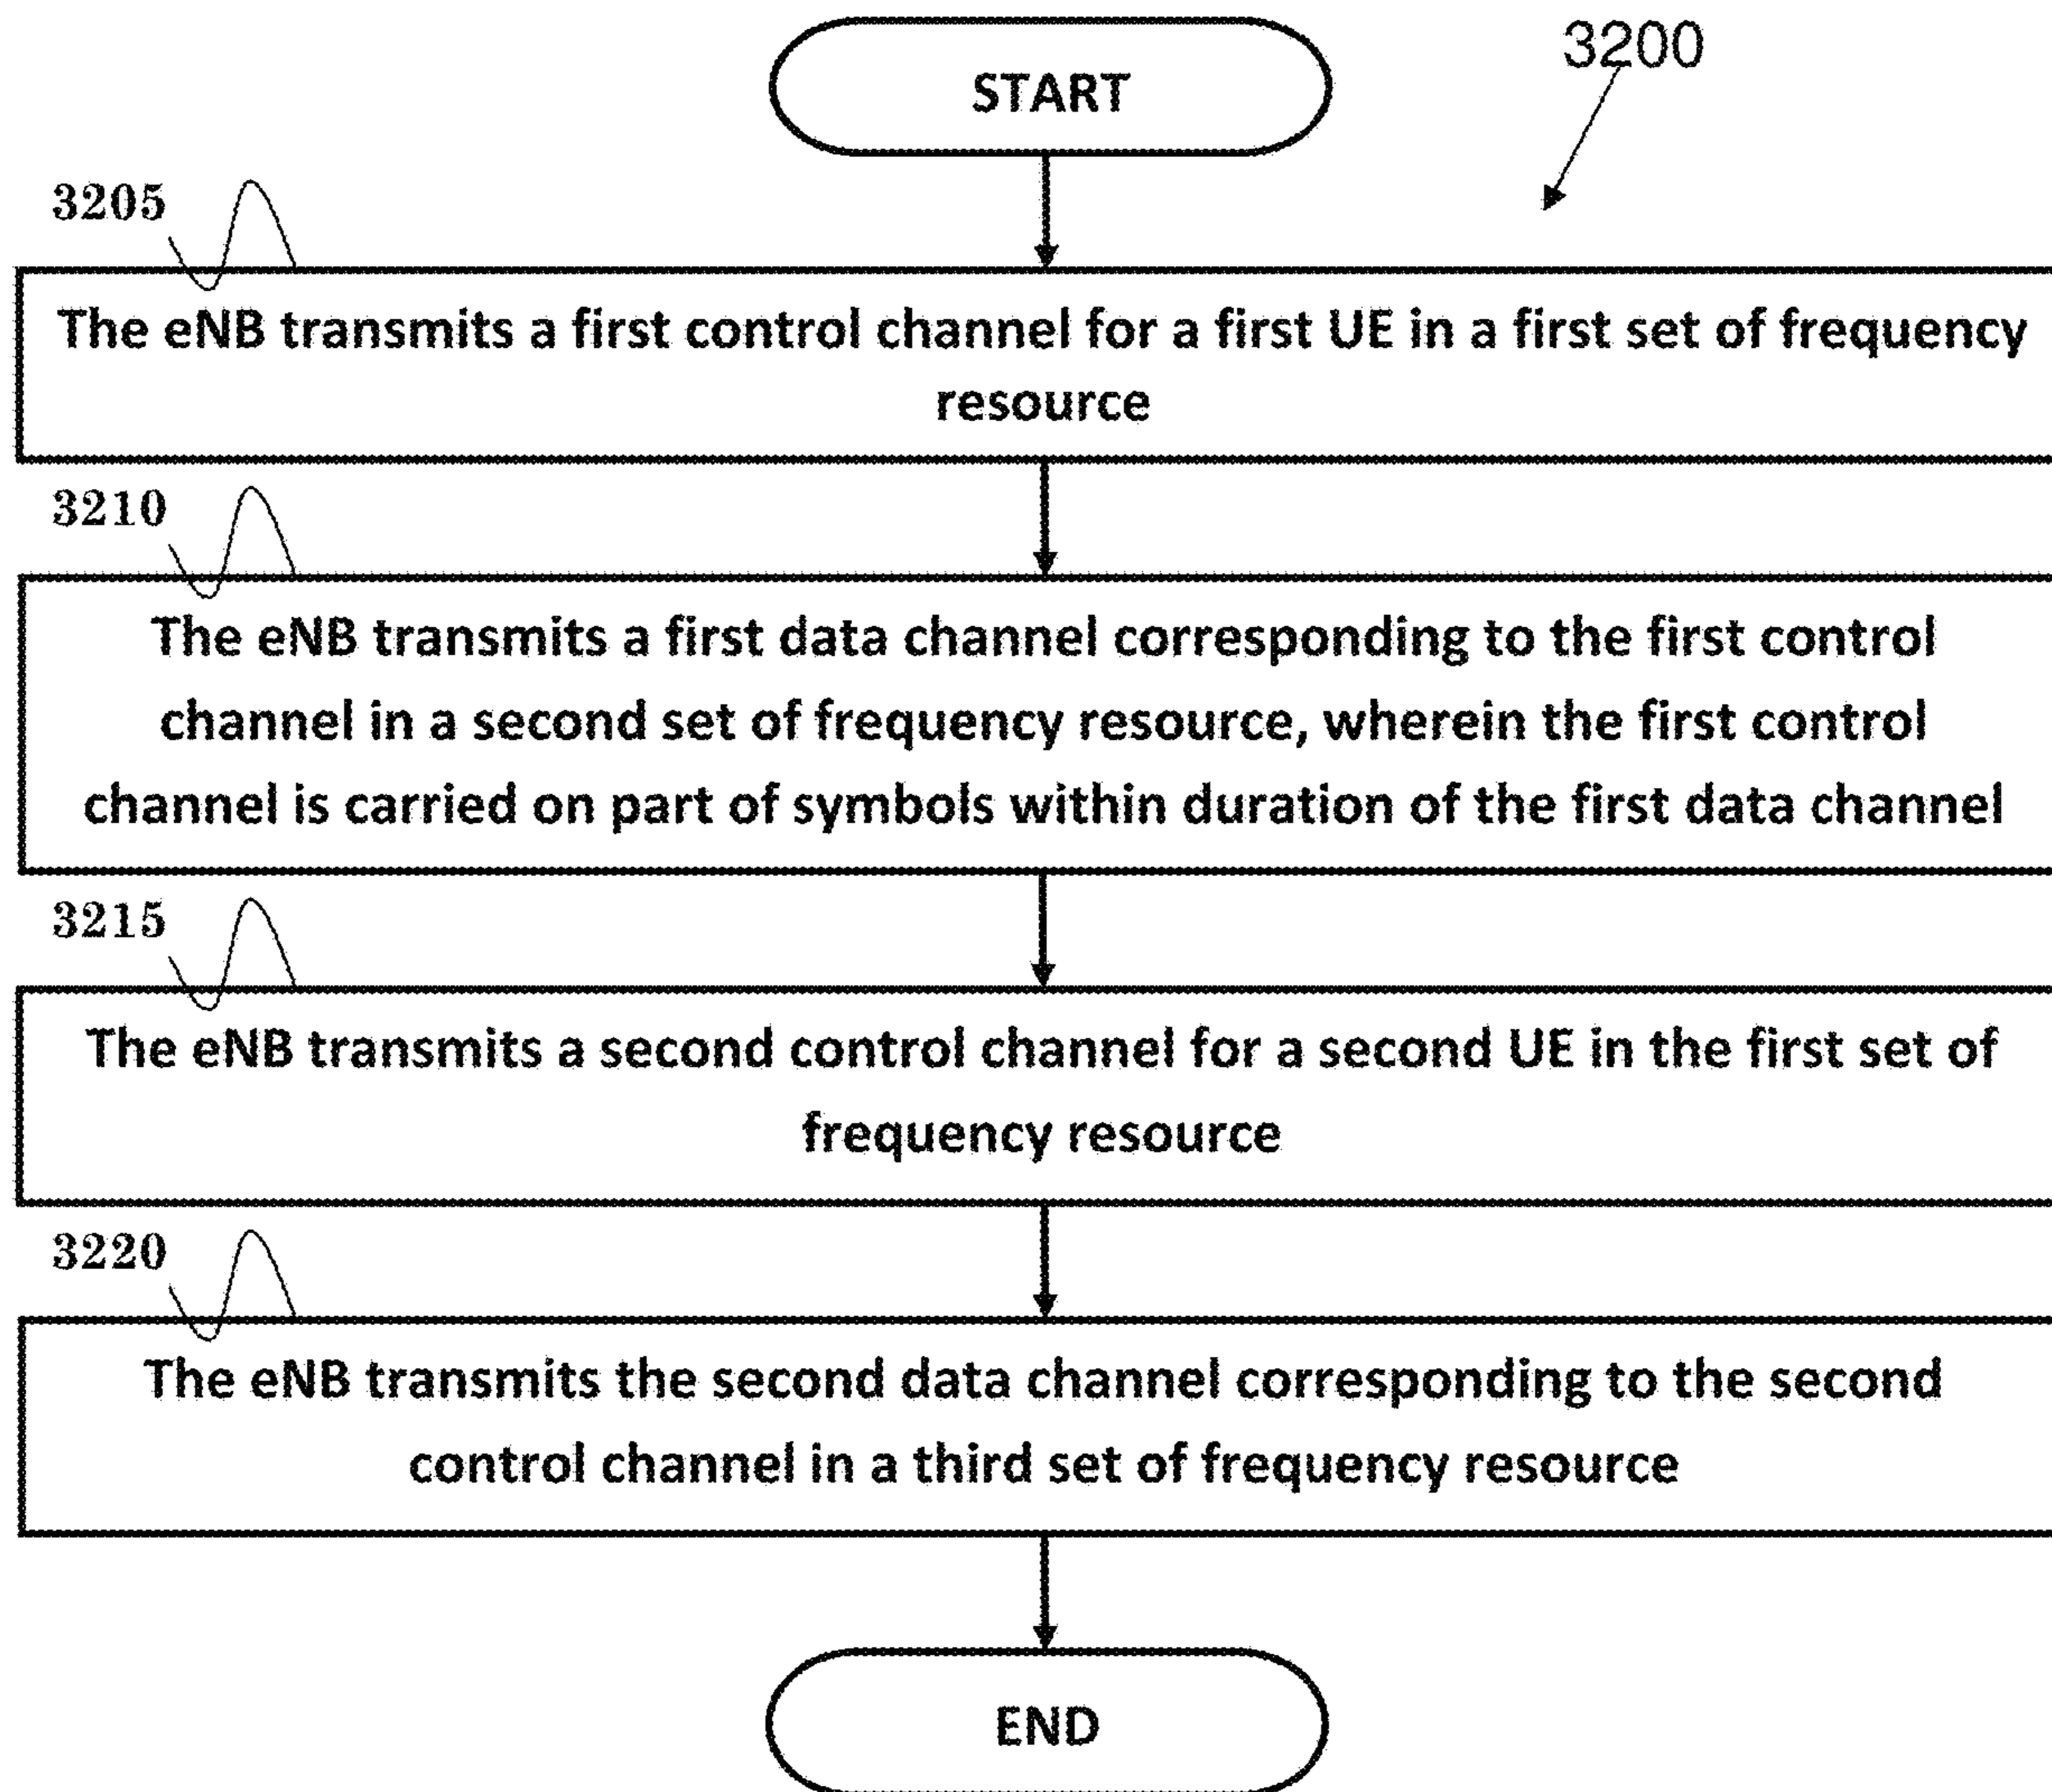 START
3200
3205
The eNB transmits a first control channel for a first UE in a first set of frequency
resource
3210
The eNB transmits a first data channel corresponding to the first control
channel in a second set of frequency resource, wherein the first control
channel is carried on part of symbols within duration of the first data channel
3215
The eNB transmits a second control channel for a second UE in the first set of
frequency resource
3220
The eNB transmits the second data channel corresponding to the second
control channel in a third set of frequency resource
END